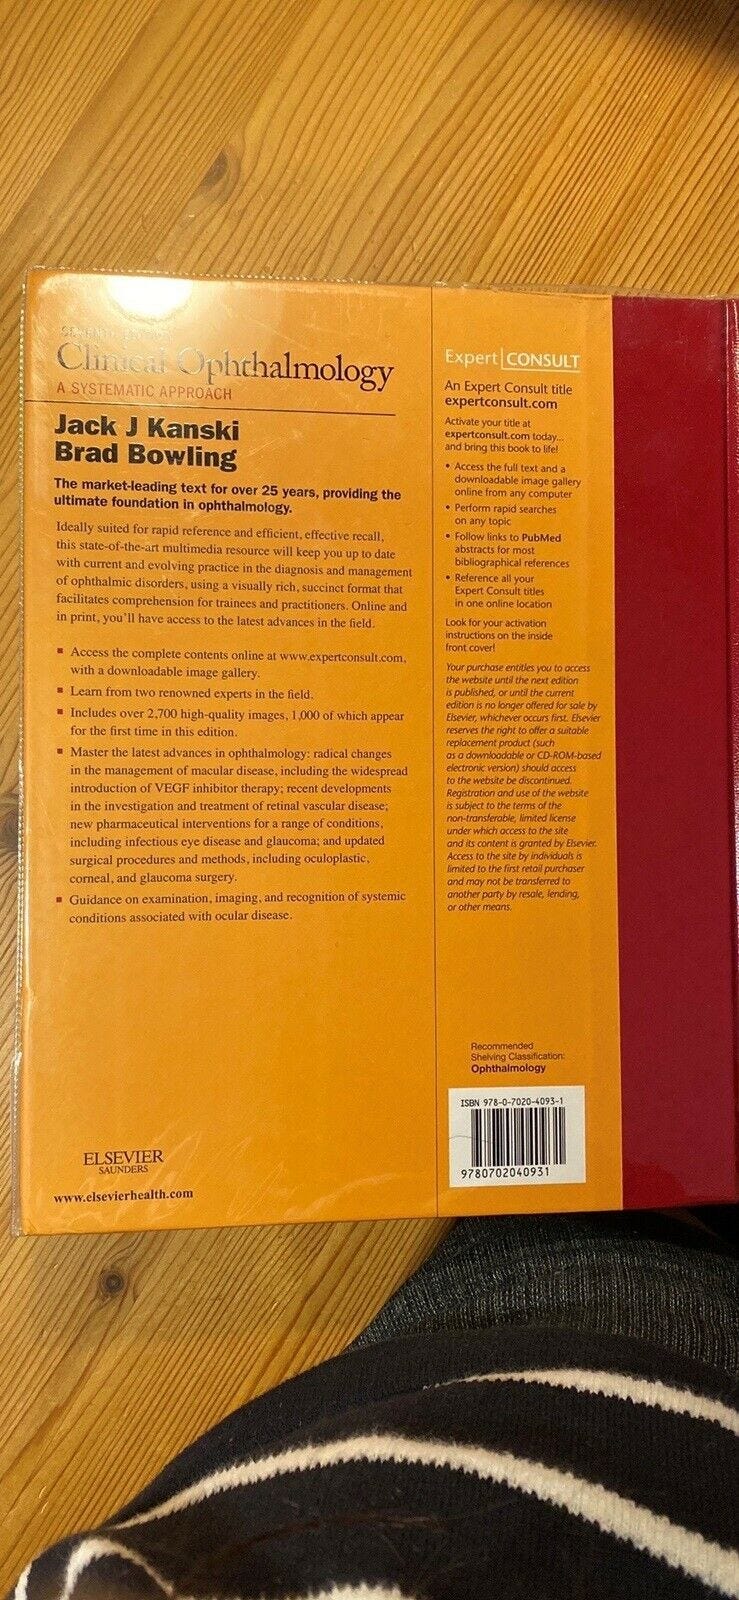 SEVENTH EDITION
Clinical Ophthalmology
A SYSTEMATIC APPROACH
Jack J Kanski
Brad Bowling
The market-leading text for over 25 years, providing the
ultimate foundation in ophthalmology.
Ideally suited for rapid reference and efficient, effective recall,
this state-of-the-art multimedia resource will keep you up to date
with current and evolving practice in the diagnosis and management
of ophthalmic disorders, using a visually rich, succinct format that
facilitates comprehension for trainees and practitioners. Online and
in print, you'll have access to the latest advances in the field.
▪ Access the complete contents online at www.expertconsult.com,
with a downloadable image gallery.
▪ Learn from two renowned experts in the field.
▪ Includes over 2,700 high-quality images, 1,000 of which appear
for the first time in this edition.
▪ Master the latest advances in ophthalmology: radical changes
in the management of macular disease, including the widespread
introduction of VEGF inhibitor therapy; recent developments
in the investigation and treatment of retinal vascular disease;
new pharmaceutical interventions for a range of conditions,
including infectious eye disease and glaucoma; and updated
surgical procedures and methods, including oculoplastic,
corneal, and glaucoma surgery.
▪ Guidance on examination, imaging, and recognition of systemic
conditions associated with ocular disease.
ELSEVIER
SAUNDERS
www.elsevierhealth.com
Expert | CONSULT
An Expert Consult title
expertconsult.com
Activate your title at
expertconsult.com today...
and bring this book to life!
• Access the full text and a
downloadable image gallery
online from any computer
• Perform rapid searches
on any topic
• Follow links to PubMed
abstracts for most
bibliographical references
• Reference all your
Expert Consult titles
in one online location
Look for your activation
instructions on the inside
front cover!
Your purchase entitles you to access
the website until the next edition
is published, or until the current
edition is no longer offered for sale by
Elsevier, whichever occurs first. Elsevier
reserves the right to offer a suitable
replacement product (such
as a downloadable or CD-ROM-based
electronic version) should access
to the website be discontinued.
Registration and use of the website
is subject to the terms of the
non-transferable, limited license
under which access to the site
and its content is granted by Elsevier.
Access to the site by individuals is
limited to the first retail purchaser
and may not be transferred to
another party by resale, lending,
or other means.
Recommended
Shelving Classification:
Ophthalmology
ISBN 978-0-7020-4093-1
9780702040931